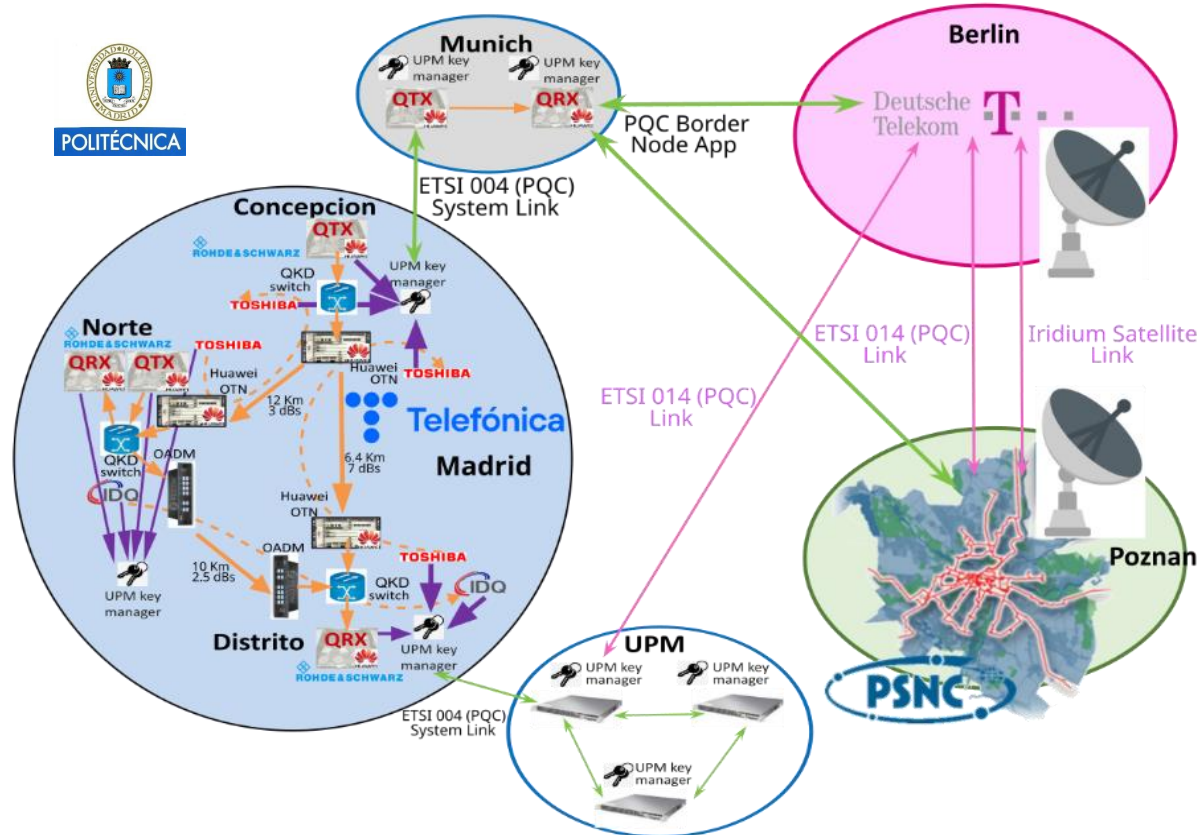 UNIVERSIDAD POLITÉCNICA
MADRID
POLITÉCNICA
Munich
UPM key
manager
UPM key
manager
QTX
HUAWEI
QRX
HUAWEI
PQC Border
Node App
Berlin
Deutsche
Telekom
T
ETSI 004 (PQC)
System Link
Concepcion
QTX
ROHDE&SCHWARZ
UPM key
manager
QKD
switch
TOSHIBA
Norte
ROHDE&SCHWARZ
TOSHIBA
QRX
QTX
Huawei
OTN
Huawei
OTN
TOSHIBA
12 Km
3 dBs
Telefónica
Madrid
6,4 Km
7 dBs
QKD
switch
OADM
IDQ
Huawei
OTN
OADM
TOSHIBA
10 Km
2.5 dBs
QKD
switch
IDQ
UPM key
manager
Distrito
QRX
UPM key
manager
ROHDE&SCHWARZ
ETSI 004 (PQC)
System Link
ETSI 014 (PQC)
Link
ETSI 014 (PQC)
Link
Iridium Satellite
Link
Poznan
PSNC
UPM
UPM key
manager
UPM key
manager
UPM key
manager